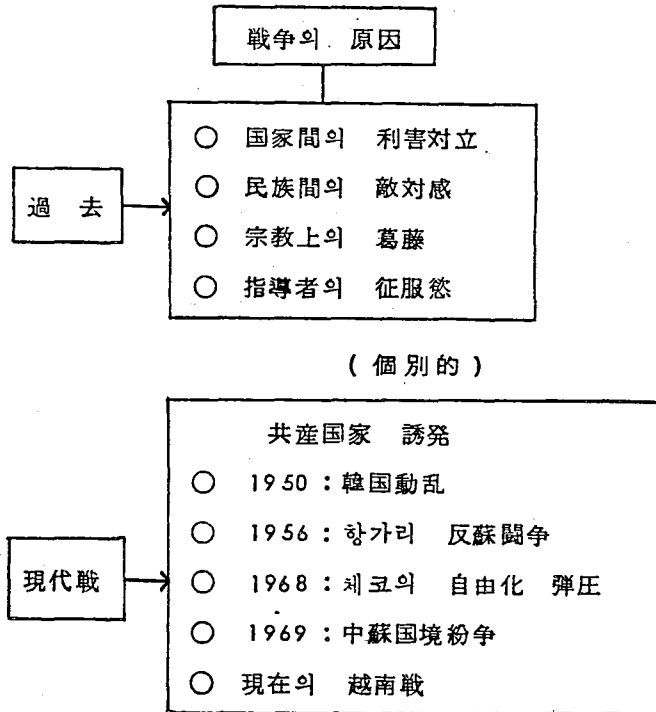 戦争의 原因
過去
○ 国家間의 利害対立
○ 民族間의 敵対感
○ 宗教上의 葛藤
○ 指導者의 征服慾
(個別的)
現代戦
共産国家 誘発
○ 1950：韓国動乱
○ 1956：항가리 反蘇闘争
○ 1968：체코의 自由化 弾圧
○ 1969：中蘇国境紛争
○ 現在의 越南戦